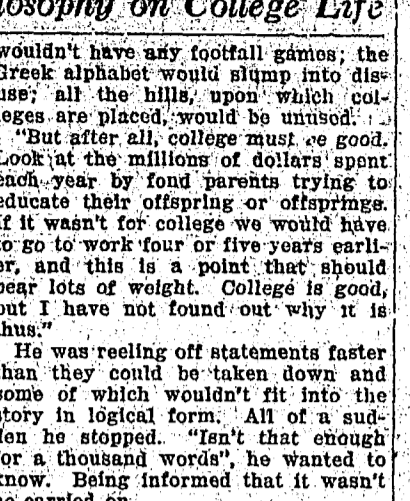 losophy on College Life
wouldn't have any footfall games; the
Greek alphabet would slump into dis-
use; all the hills, upon which col-
leges are placed, would be unused.
"But after all, college must be good.
Look at the millions of dollars spent
each year by fond parents trying to
educate their offspring or offsprings.
If it wasn't for college we would have
to go to work four or five years earli-
er, and this is a point that should
bear lots of weight. College is good,
but I have not found out why it is
thus."
He was reeling off statements faster
than they could be taken down and
some of which wouldn't fit into the
story in logical form. All of a sud-
den he stopped. "Isn't that enough
for a thousand words", he wanted to
know. Being informed that it wasn't
he carried on